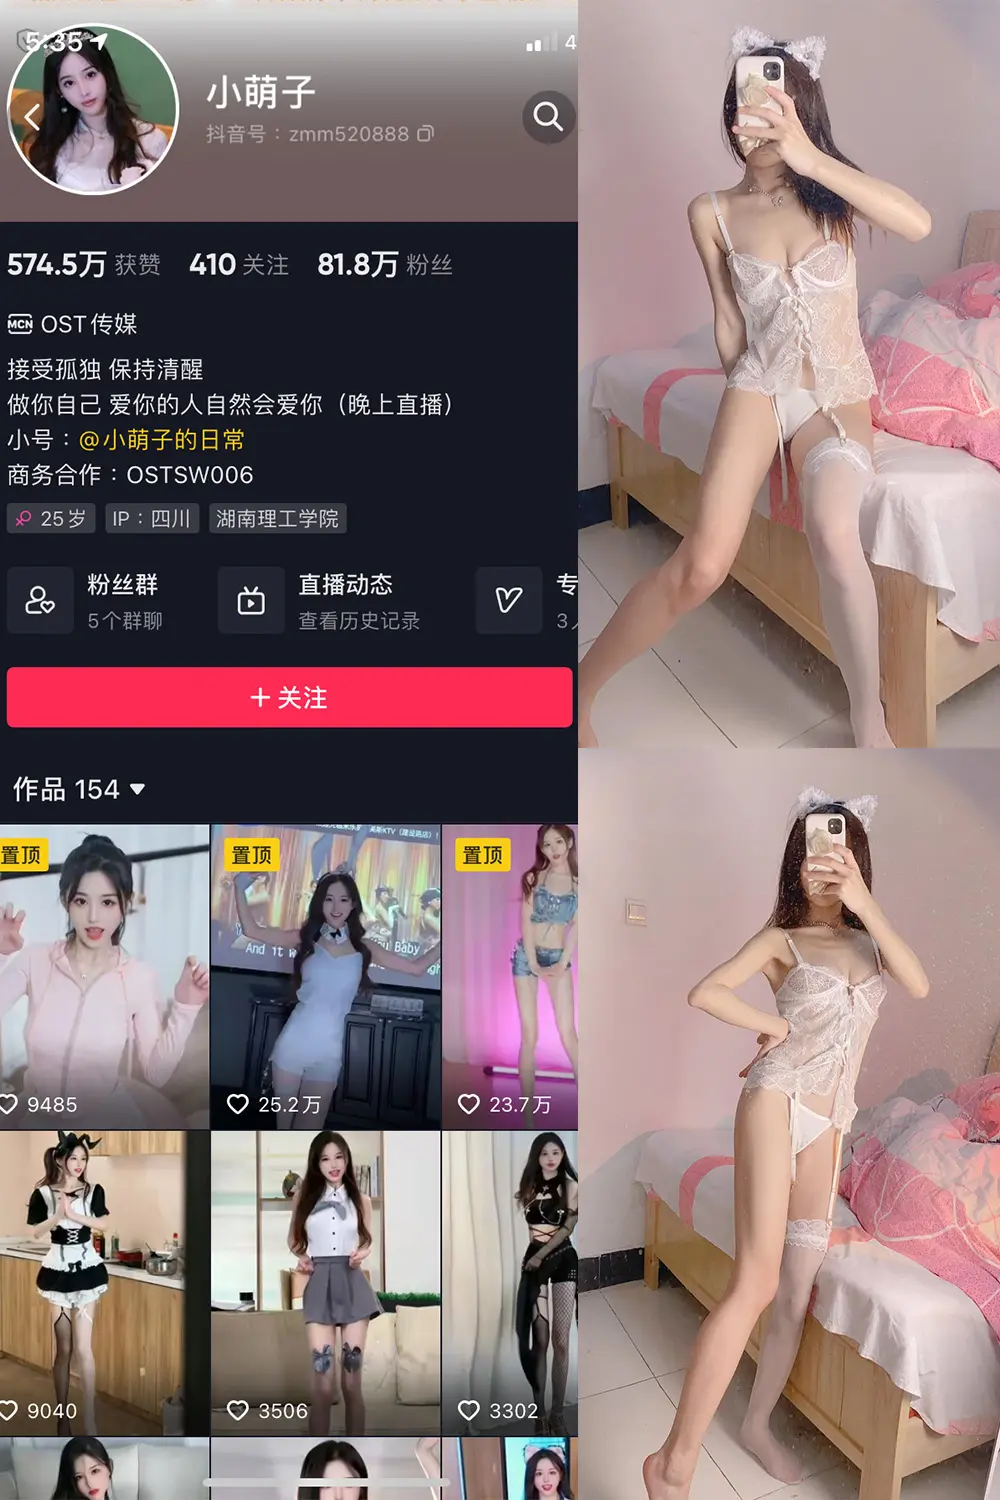 5:35
4
小萌子
抖音号：zmm520888
574.5万 获赞 410 关注 81.8万 粉丝
MCN OST传媒
接受孤独 保持清醒
做你自己 爱你的人自然会爱你（晚上直播）
小号：@小萌子的日常
商务合作：OSTSW006
25岁 IP：四川 湖南理工学院
粉丝群 直播动态 专
5个群聊 查看历史记录 3
+ 关注
作品 154
置顶 置顶 置顶
And it w
Baby
9485 25.2万 23.7万
9040 3506 3302